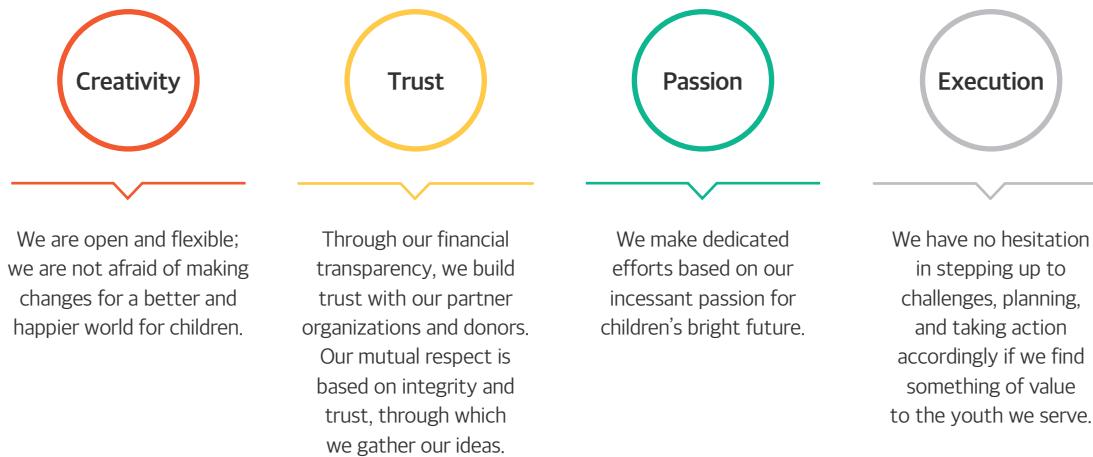 Creativity
We are open and flexible;
we are not afraid of making
changes for a better and
happier world for children.
Trust
Through our financial
transparency, we build
trust with our partner
organizations and donors.
Our mutual respect is
based on integrity and
trust, through which
we gather our ideas.
Passion
We make dedicated
efforts based on our
incessant passion for
children’s bright future.
Execution
We have no hesitation
in stepping up to
challenges, planning,
and taking action
accordingly if we find
something of value
to the youth we serve.